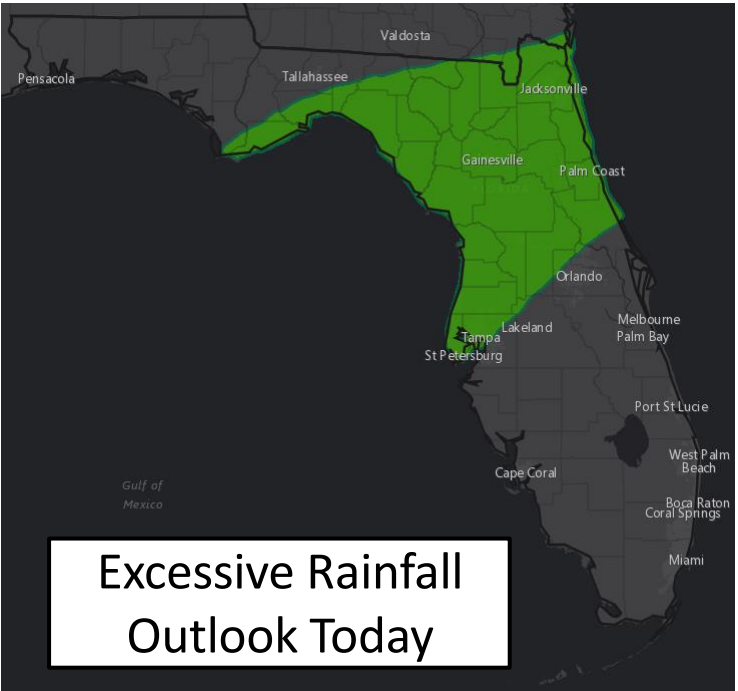 Valdosta
Pensacola
Tallahassee
Jacksonville
Gainesville
Palm Coast
Orlando
Lakeland
Tampa
St Petersburg
Melbourne
Palm Bay
Port St Lucie
West Palm
Beach
Cape Coral
Gulf of
Mexico
Boca Raton
Coral Springs
Miami
Excessive Rainfall
Outlook Today